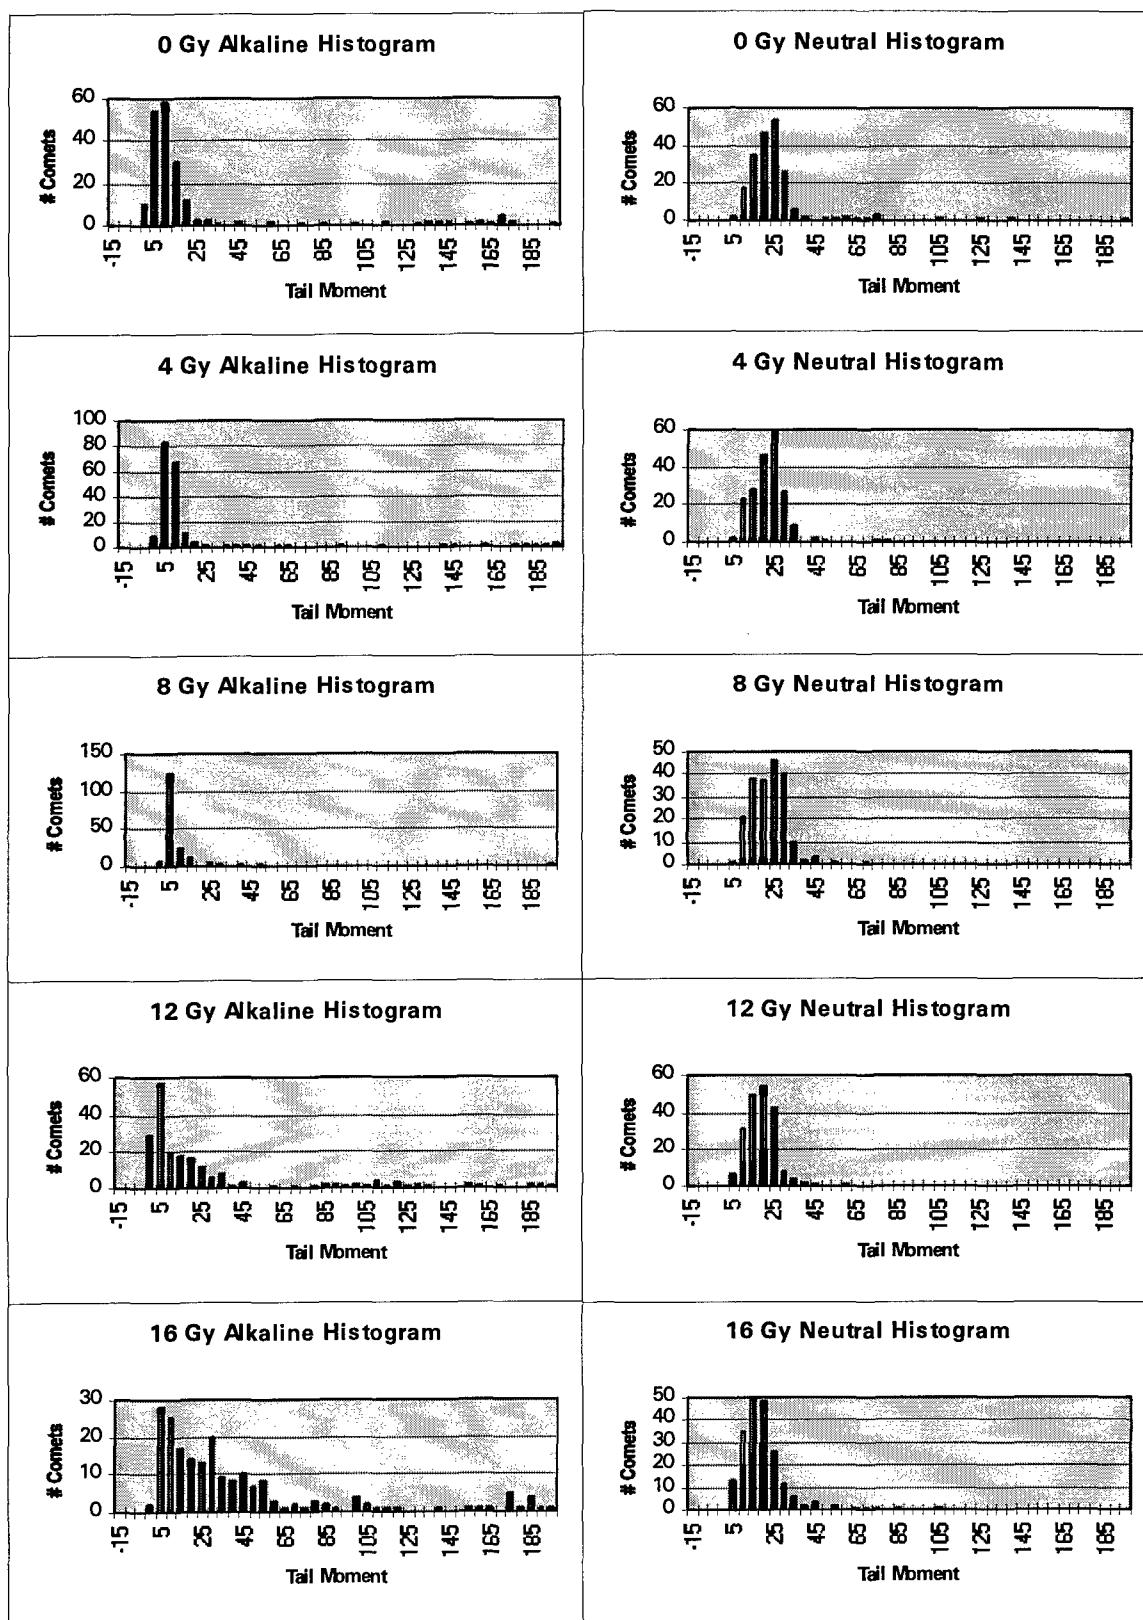 0 Gy Alkaline Histogram
# Comets
60
40
20
0
-15 5 25 45 65 85 105 125 145 165 185
Tail Moment
0 Gy Neutral Histogram
# Comets
60
40
20
0
-15 5 25 45 65 85 105 125 145 165 185
Tail Moment
4 Gy Alkaline Histogram
# Comets
100
80
60
40
20
0
-15 5 25 45 65 85 105 125 145 165 185
Tail Moment
4 Gy Neutral Histogram
# Comets
60
40
20
0
-15 5 25 45 65 85 105 125 145 165 185
Tail Moment
8 Gy Alkaline Histogram
# Comets
150
100
50
0
-15 5 25 45 65 85 105 125 145 165 185
Tail Moment
8 Gy Neutral Histogram
# Comets
50
40
30
20
10
0
-15 5 25 45 65 85 105 125 145 165 185
Tail Moment
12 Gy Alkaline Histogram
# Comets
60
40
20
0
-15 5 25 45 65 85 105 125 145 165 185
Tail Moment
12 Gy Neutral Histogram
# Comets
60
40
20
0
-15 5 25 45 65 85 105 125 145 165 185
Tail Moment
16 Gy Alkaline Histogram
# Comets
30
20
10
0
-15 5 25 45 65 85 105 125 145 165 185
Tail Moment
16 Gy Neutral Histogram
# Comets
50
40
30
20
10
0
-15 5 25 45 65 85 105 125 145 165 185
Tail Moment